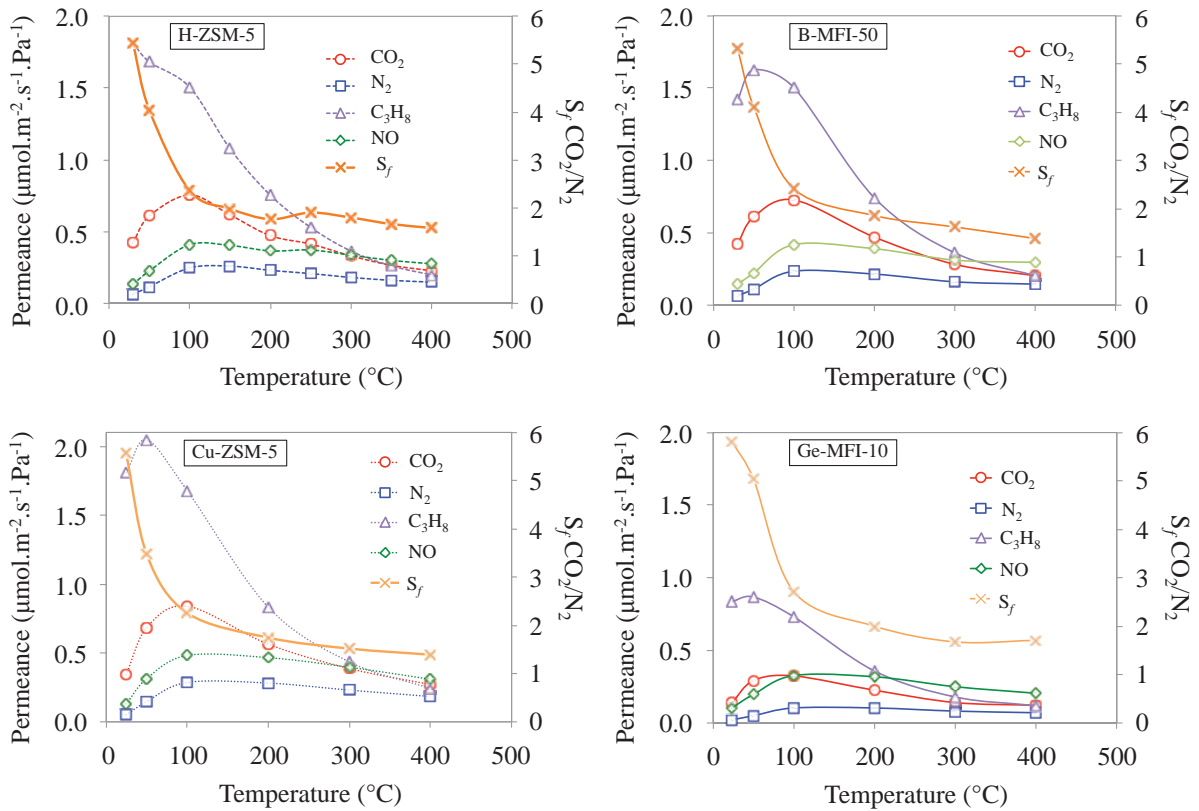 H-ZSM-5
CO2
N2
C3H8
NO
Sf
Permeance (μmol.m-2.s-1.Pa-1)
2.0
1.5
1.0
0.5
0.0
6
5
4
3
2
1
0
Sf CO2/N2
0 100 200 300 400 500
Temperature (°C)
B-MFI-50
CO2
N2
C3H8
NO
Sf
Permeance (μmol.m-2.s-1.Pa-1)
2.0
1.5
1.0
0.5
0.0
6
5
4
3
2
1
0
Sf CO2/N2
0 100 200 300 400 500
Temperature (°C)
Cu-ZSM-5
CO2
N2
C3H8
NO
Sf
Permeance (μmol.m-2.s-1.Pa-1)
2.0
1.5
1.0
0.5
0.0
6
5
4
3
2
1
0
Sf CO2/N2
0 100 200 300 400 500
Temperature (°C)
Ge-MFI-10
CO2
N2
C3H8
NO
Sf
Permeance (μmol.m-2.s-1.Pa-1)
2.0
1.5
1.0
0.5
0.0
6
5
4
3
2
1
0
Sf CO2/N2
0 100 200 300 400 500
Temperature (°C)